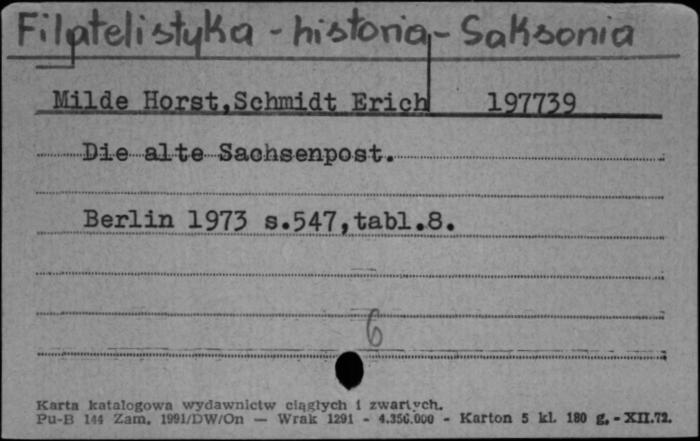 Filatelistyka - historia - Saksonia
Milde Horst,Schmidt Erich 197739
Die alte Sachsenpost.
Berlin 1973 s.547,tabl.8.
6
Karta katalogowa wydawnictw ciągłych i zwartych.
Pu-B 144 Zam. 1991/DW/On — Wrak 1291 - 4.356.000 - Karton 5 kl. 180 g. - XII.72.